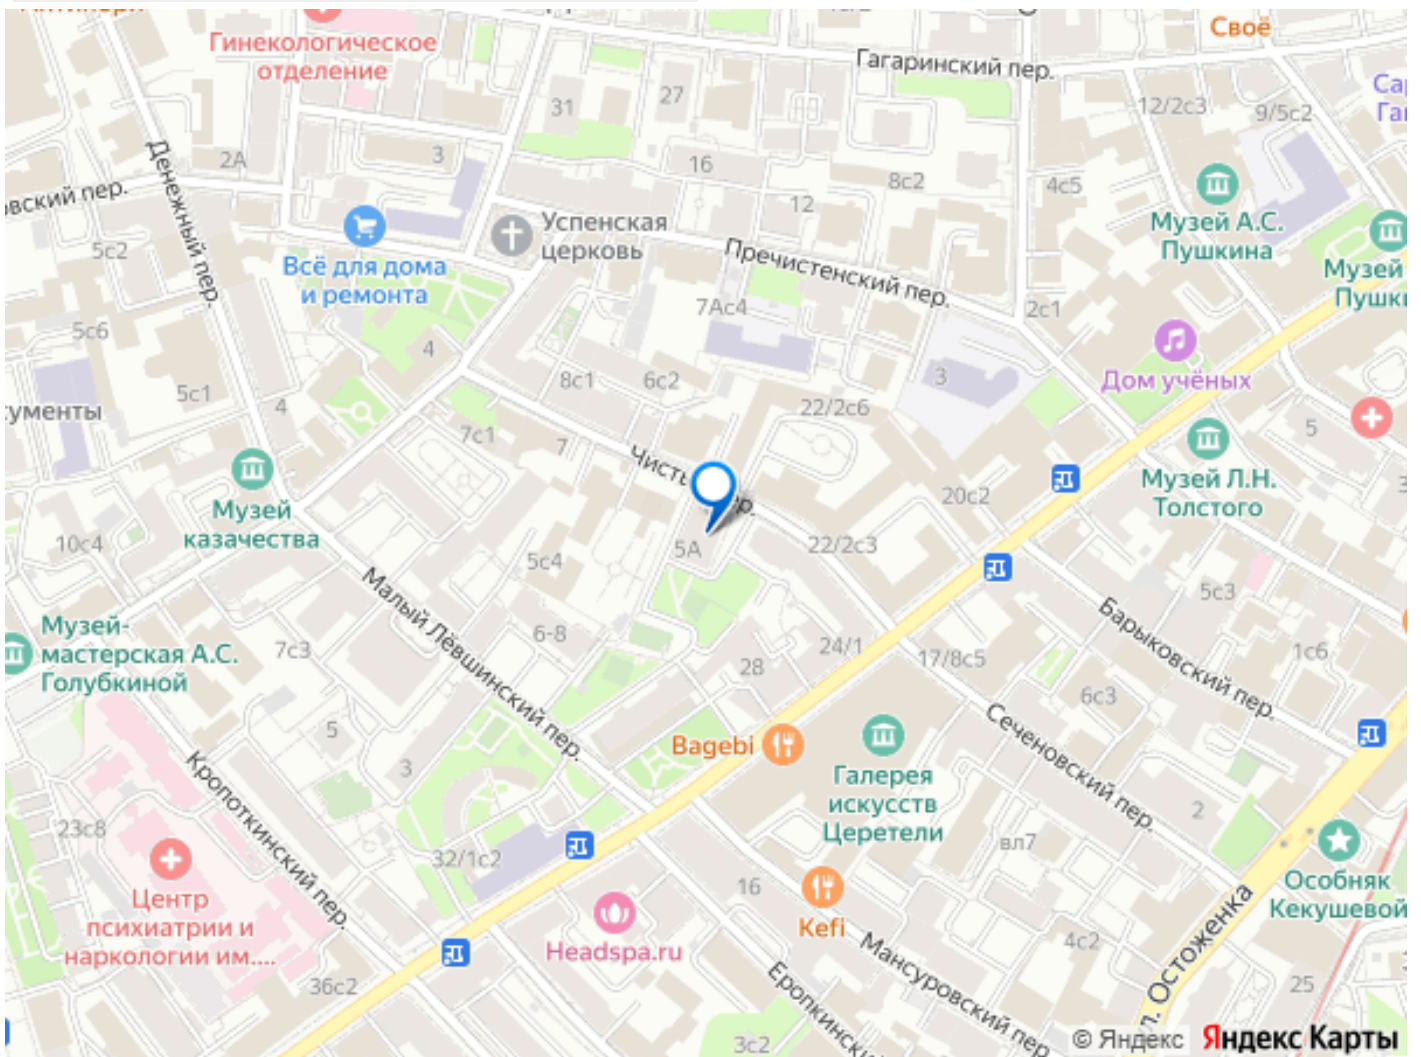 Гинекологическое
отделение
Своё
Гагаринский пер.
31
27
12/2с3
9/5с2
Денежный пер.
2А
3
16
8с2
4с5
12
Музей А.С.
Пушкина
Музей
5с2
Успенская
церковь
Всё для дома
и ремонта
Пречистенский пер.
7Ас4
2с1
5с6
4
Дом учёных
3
5с1
4
8с1
6с2
22/2с6
7с1
7
5
Музей Л.Н.
Толстого
Музей
казачества
20с2
10с4
5А
22/2с3
5с4
5с3
Малый Лёвшинский пер.
Барыковский пер.
Музей-
мастерская А.С.
Голубкиной
7с3
6-8
28
24/1
17/8с5
1с6
6с3
5
Bagebi
Сеченовский пер.
3
Галерея
искусств
Церетели
2
Кропоткинский пер.
23с8
вл7
32/1с2
Центр
психиатрии и
наркологии им....
16
Kefi
Особняк
Кекушевой
Headspa.ru
Мансуровский пер.
4с2
Остоженка
36с2
25
3с2
© Яндекс Яндекс Карты